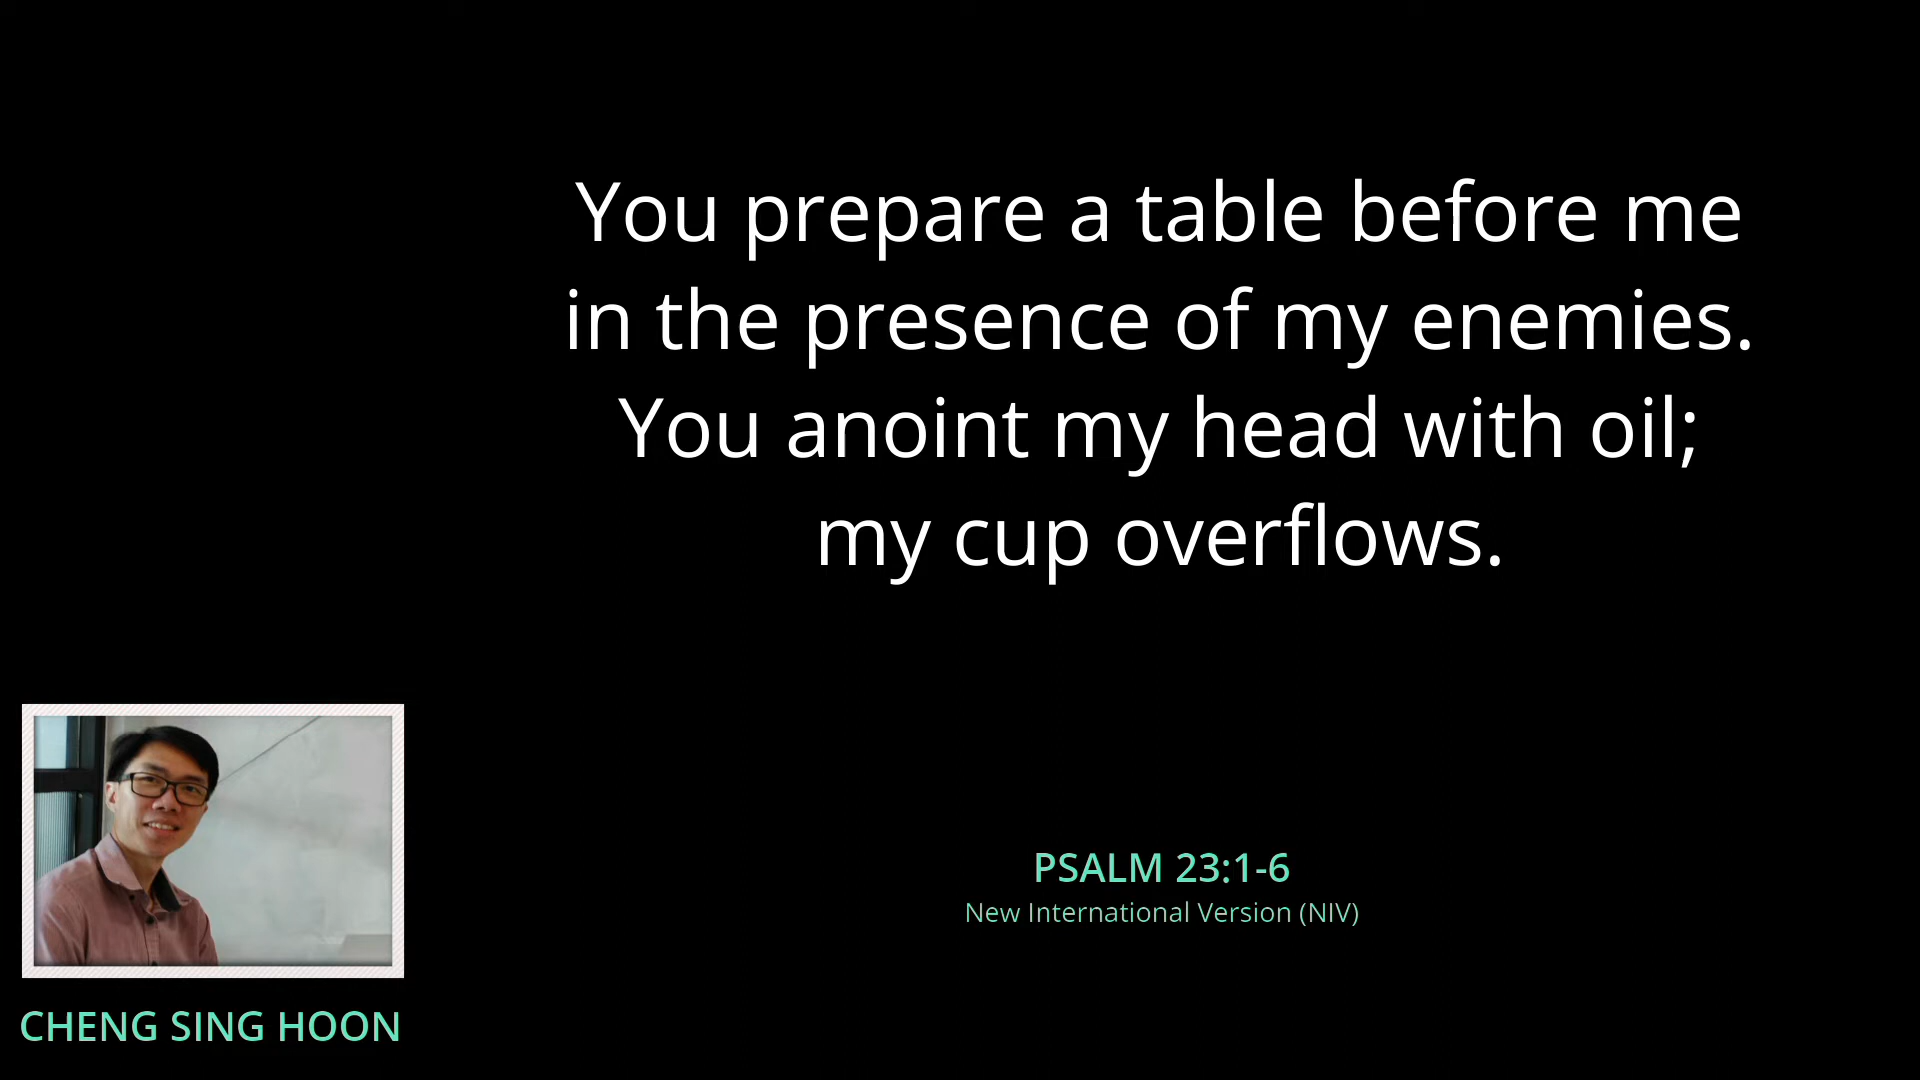 You prepare a table before me
in the presence of my enemies.
You anoint my head with oil;
my cup overflows.
PSALM 23:1-6
New International Version (NIV)
CHENG SING HOON